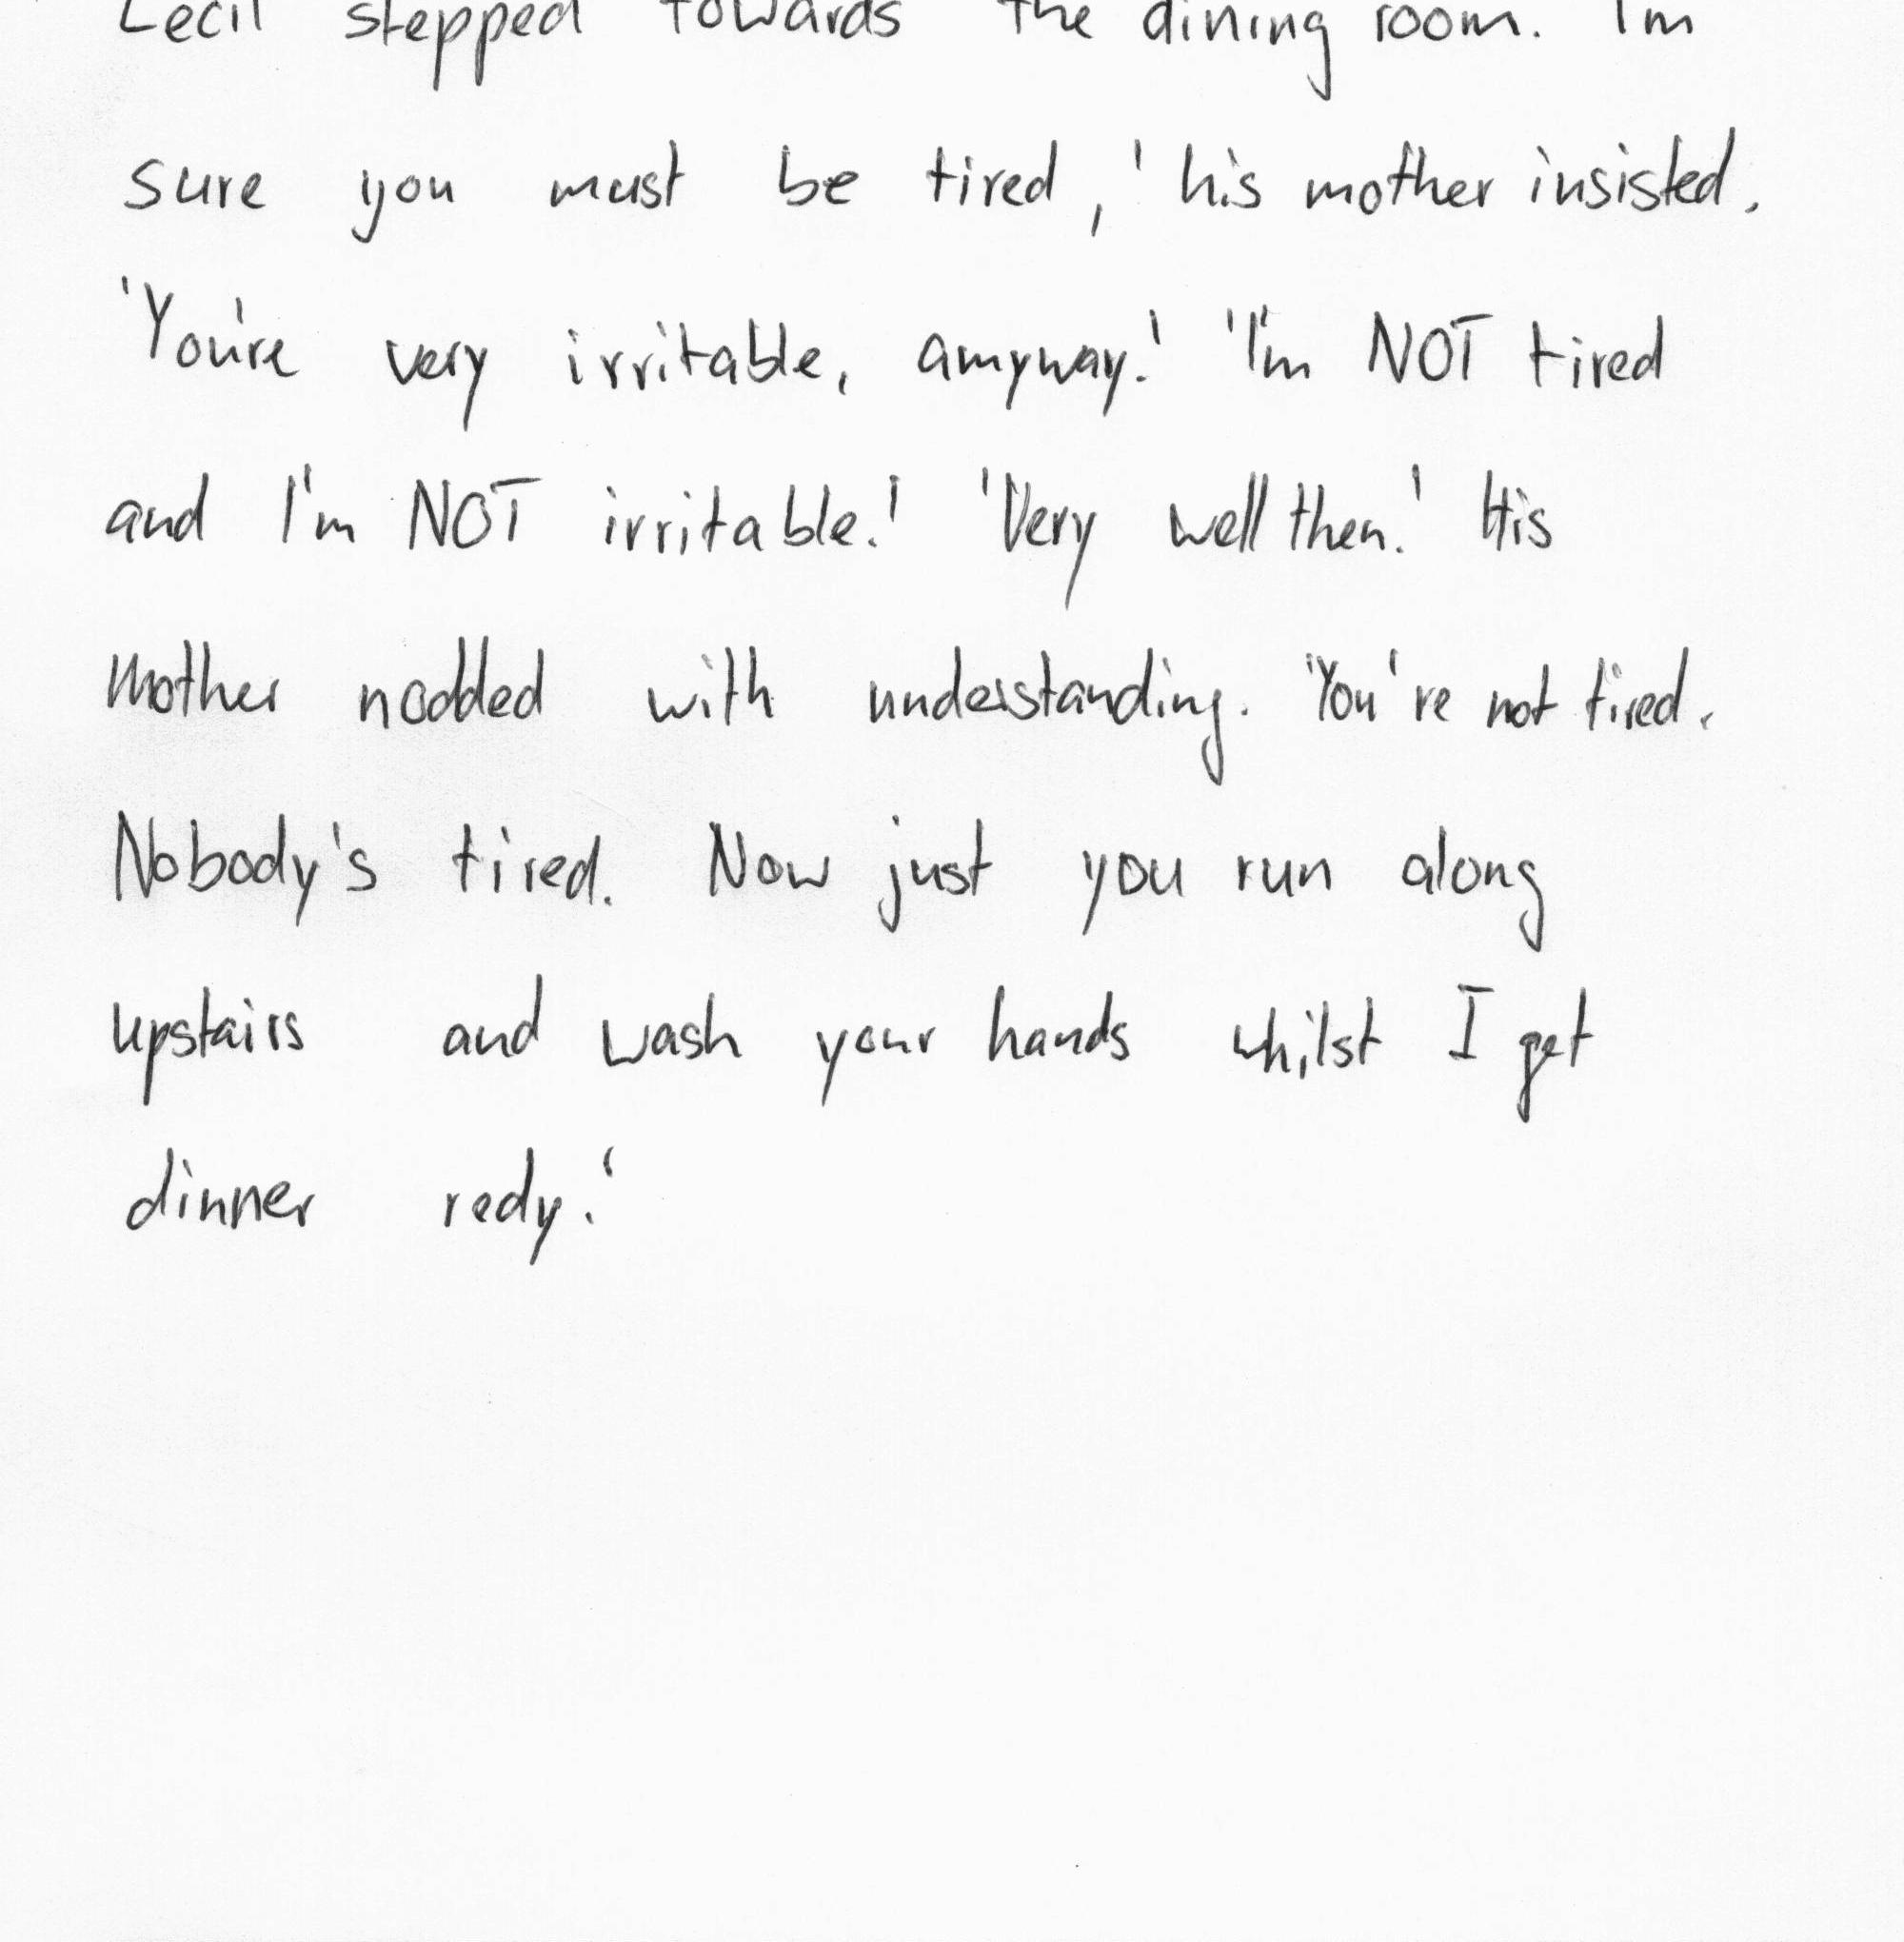 Cecil stepped towards the dining room. I'm
sure you must be tired,' his mother insisted.
'You're very irritable, amyway.' 'I'm NOT tired
and I'm NOT irritable.' 'Very well then.' His
mother nodded with understanding. 'You're not tired.
Nobody's tired. Now just you run along
upstairs and wash your hands whilst I get
dinner redy.'